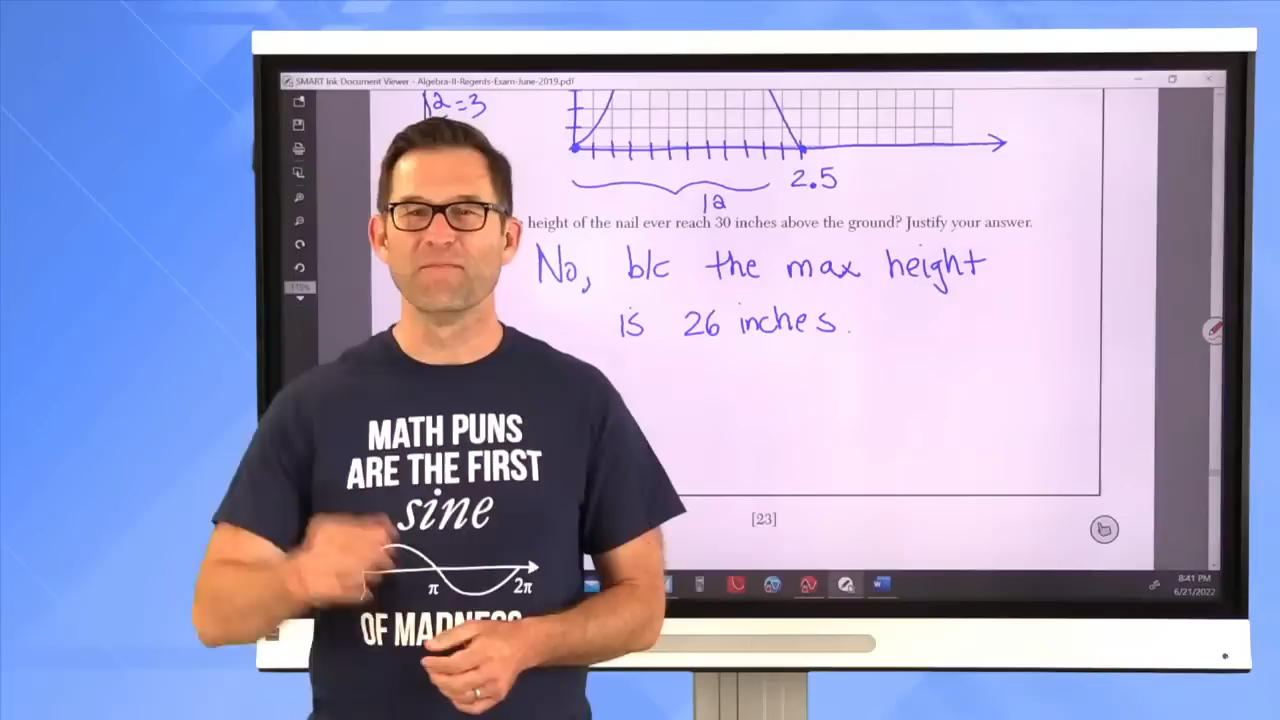 SMART Ink Document Viewer - Algebra-II-Regents-Exam-June-2019.pdf
12=3
2.5
12
height of the nail ever reach 30 inches above the ground? Justify your answer.
No, b/c the max height
is 26 inches.
[23]
115%
8:41 PM
6/21/2022
MATH PUNS
ARE THE FIRST
sine
π
2π
OF MADNESS